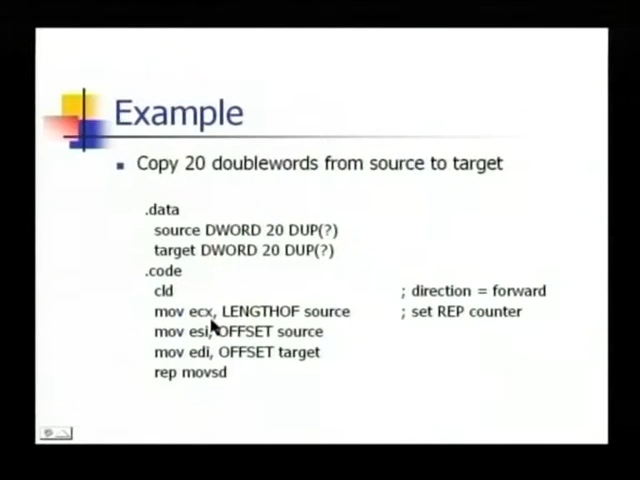 Example
Copy 20 doublewords from source to target
.data
source DWORD 20 DUP(?)
target DWORD 20 DUP(?)
.code
cld ; direction = forward
mov ecx, LENGTHOF source ; set REP counter
mov esi, OFFSET source
mov edi, OFFSET target
rep movsd